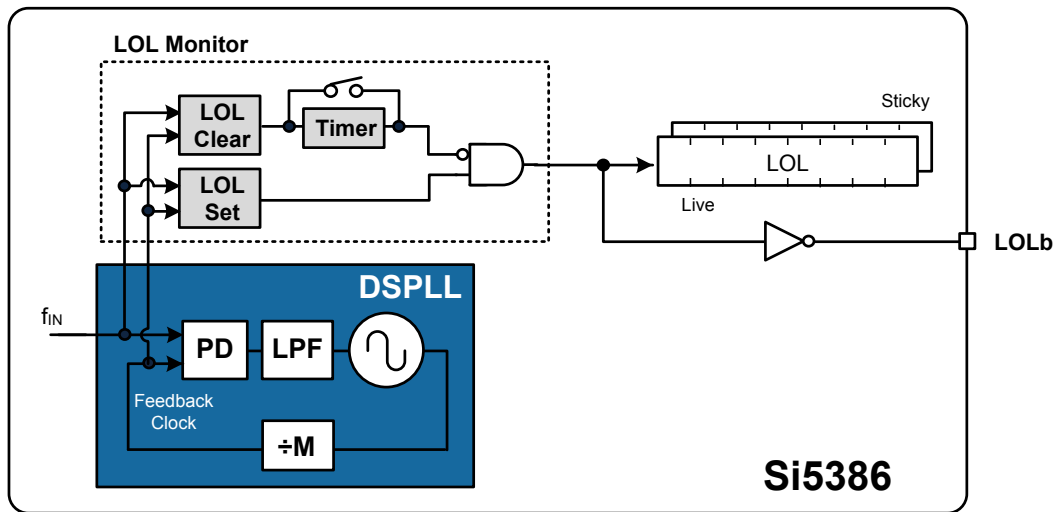 LOL Monitor
LOL
Clear
Timer
LOL
Set
Sticky
LOL
Live
LOLb
DSPLL
fIN
PD
LPF
Feedback
Clock
÷M
Si5386